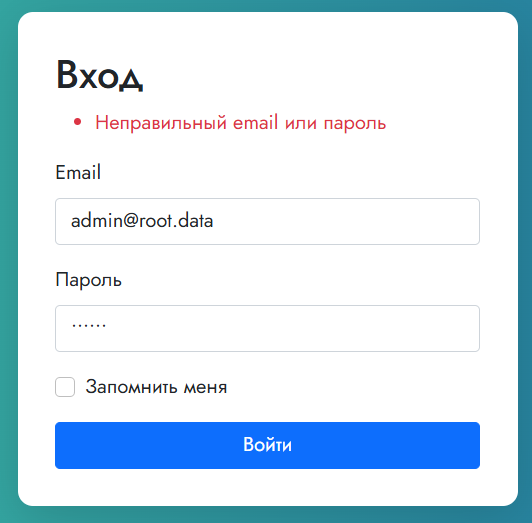 Вход
Неправильный email или пароль
Email
admin@root.data
Пароль
······
Запомнить меня
Войти